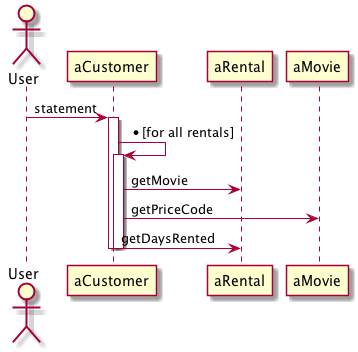 User
aCustomer
aRental
aMovie
statement
* [for all rentals]
getMovie
getPriceCode
getDaysRented
User
aCustomer
aRental
aMovie